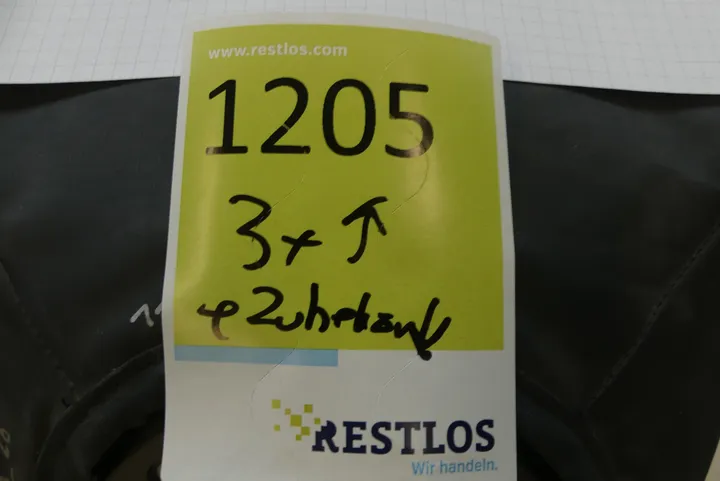 www.restlos.com
1205
3x ↑
RESTLOS
Wir handeln.